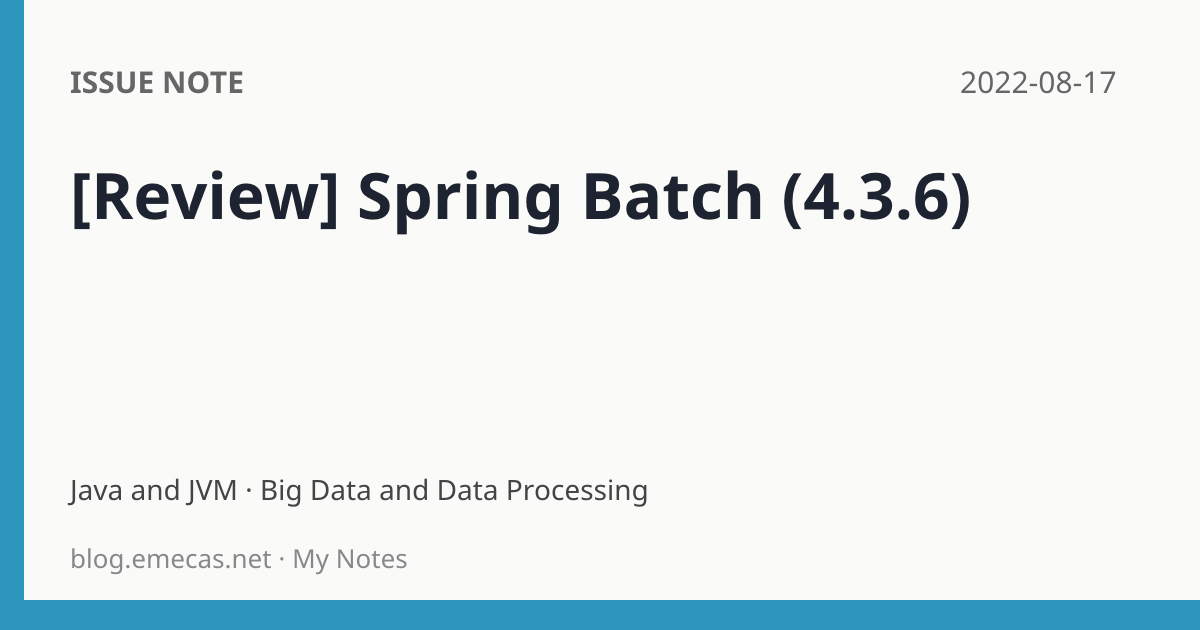 ISSUE NOTE
2022-08-17
[Review] Spring Batch (4.3.6)
Java and JVM · Big Data and Data Processing
blog.emecas.net · My Notes